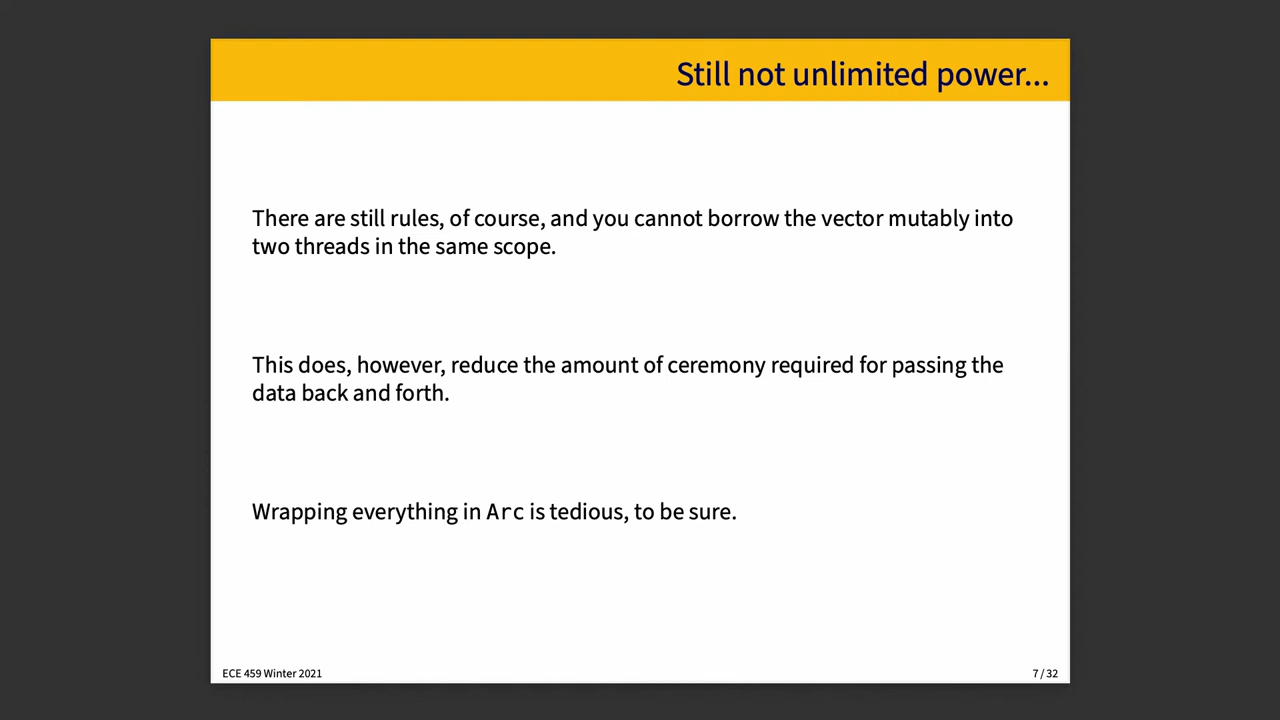 Still not unlimited power...
There are still rules, of course, and you cannot borrow the vector mutably into
two threads in the same scope.
This does, however, reduce the amount of ceremony required for passing the
data back and forth.
Wrapping everything in Arc is tedious, to be sure.
ECE 459 Winter 2021
7 / 32